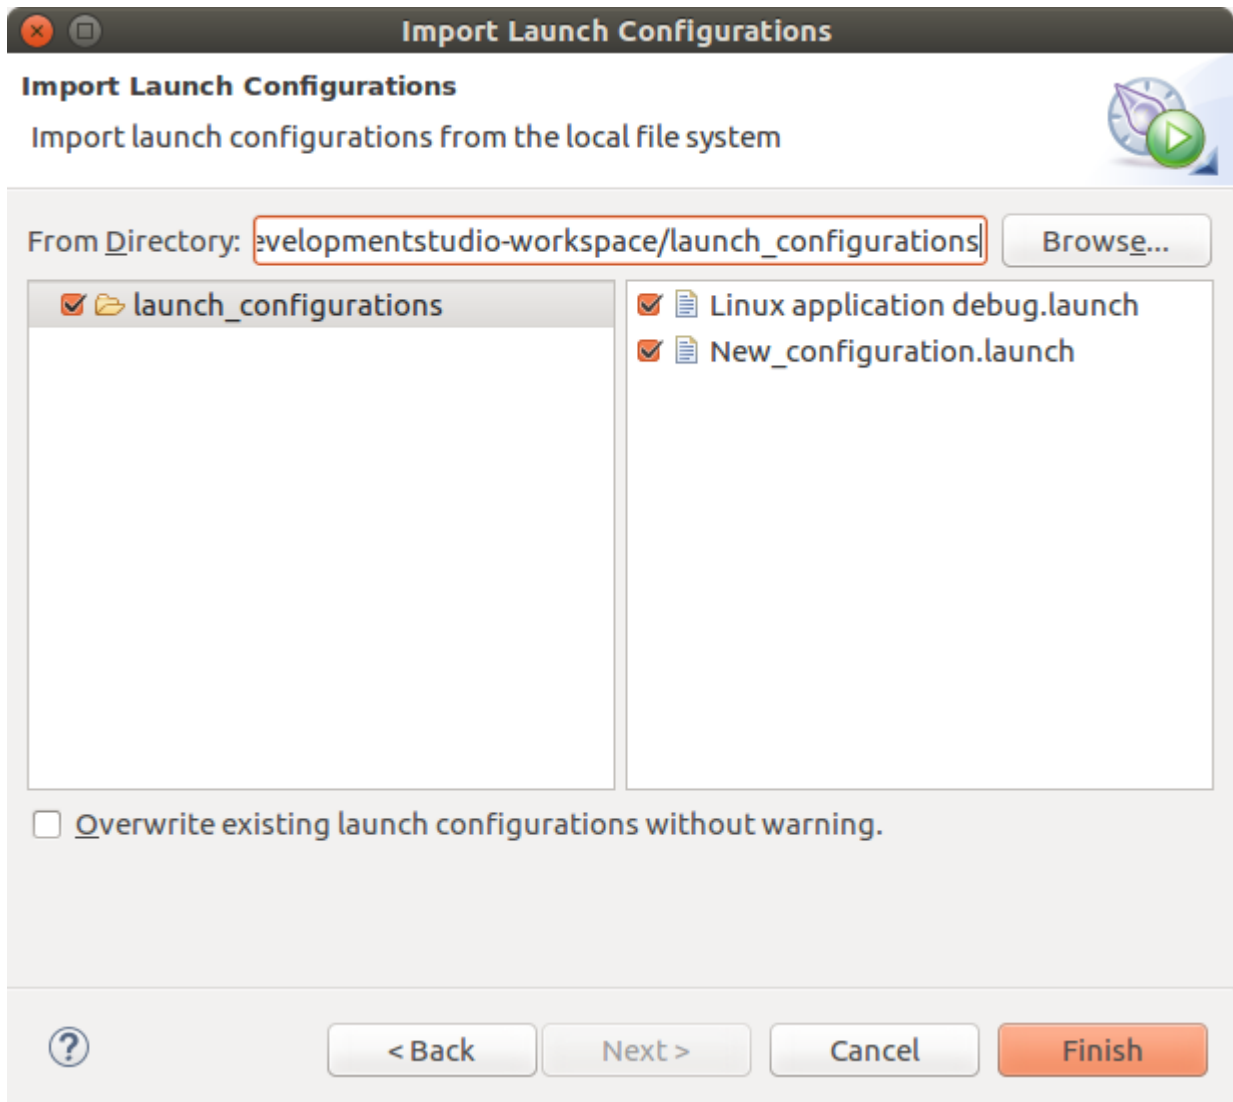 Import Launch Configurations
Import Launch Configurations
Import launch configurations from the local file system
From Directory: evelopmentstudio-workspace/launch_configurations Browse...
launch_configurations
Linux application debug.launch
New_configuration.launch
Overwrite existing launch configurations without warning.
? < Back Next > Cancel Finish